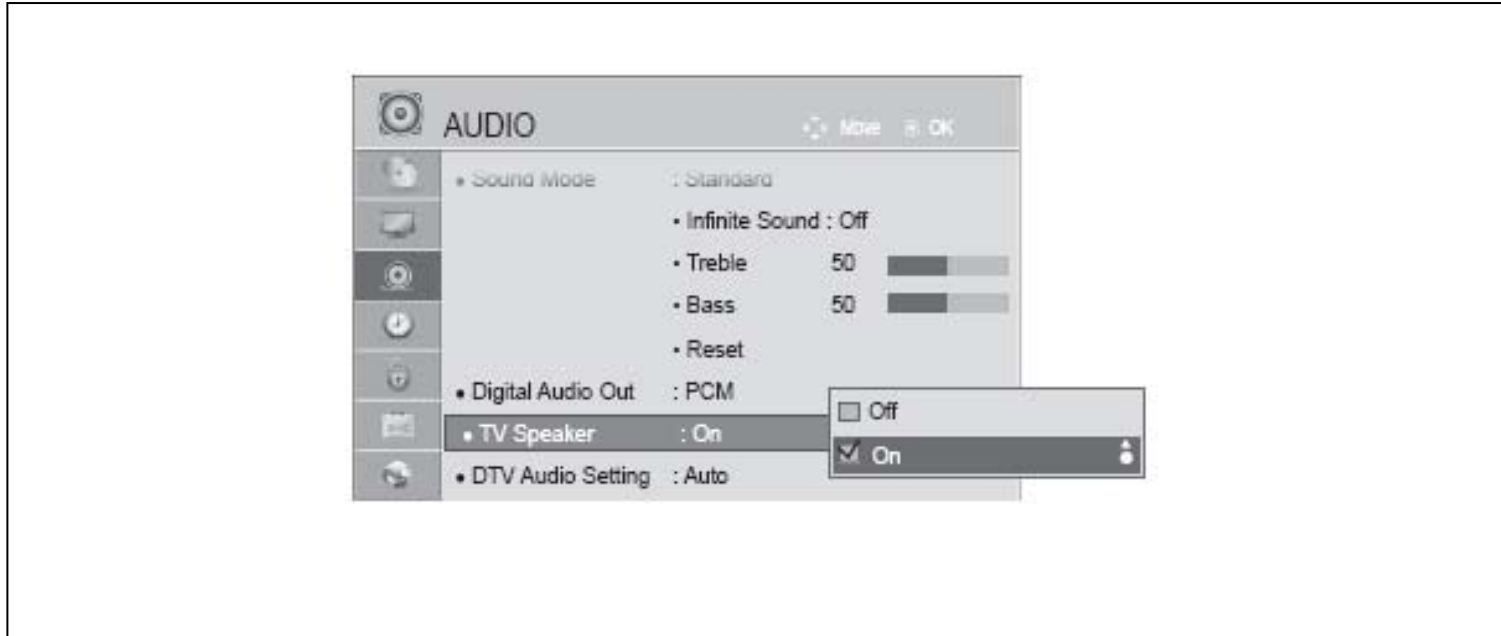 AUDIO Move OK
• Sound Mode : Standard
• Infinite Sound : Off
• Treble 50
• Bass 50
• Reset
• Digital Audio Out : PCM
Off
• TV Speaker : On
On
• DTV Audio Setting : Auto